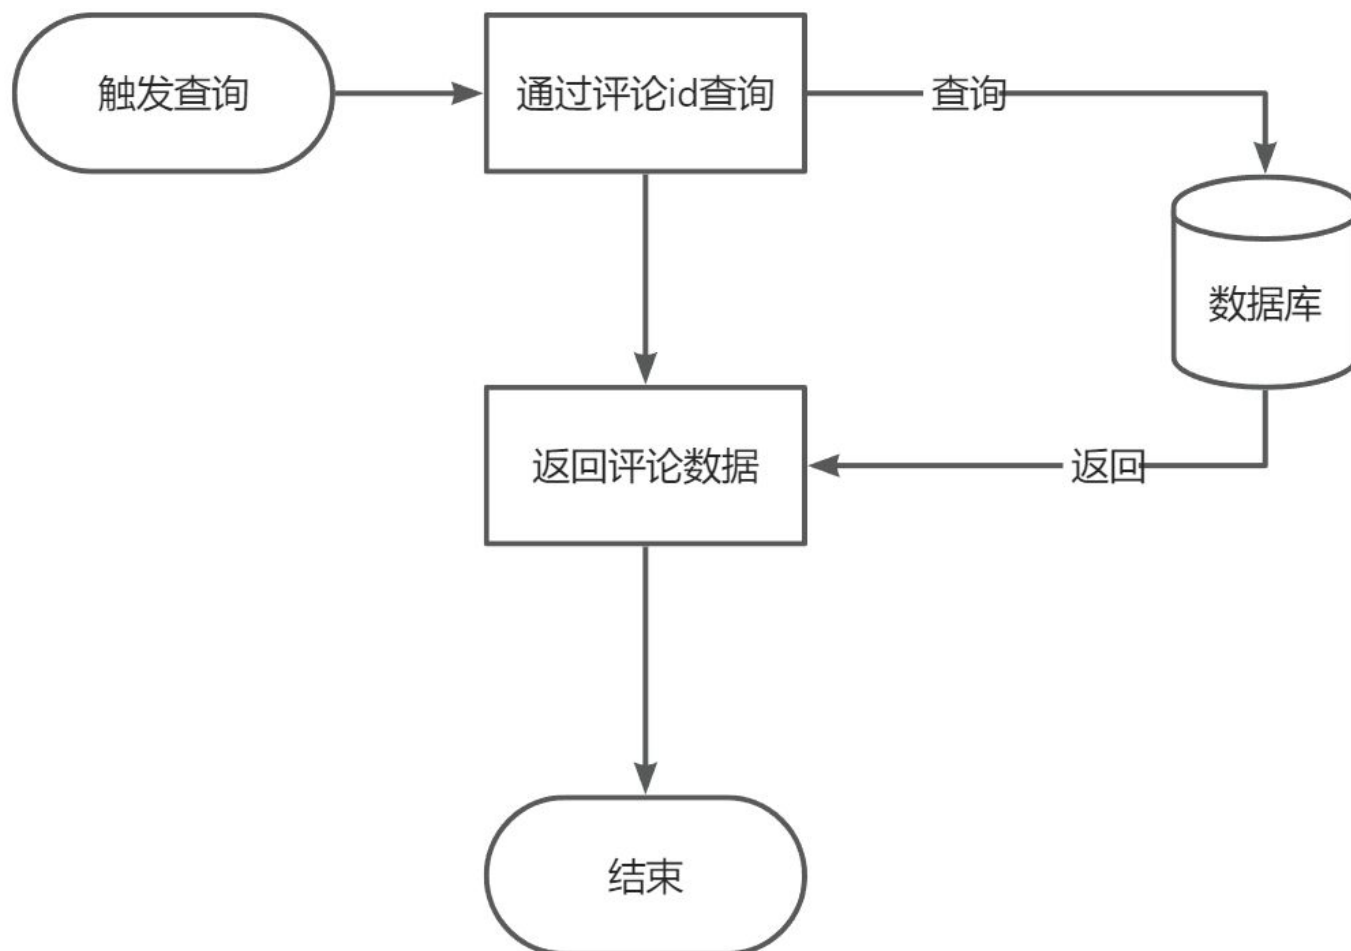 触发查询
通过评论id查询
查询
数据库
返回评论数据
返回
结束